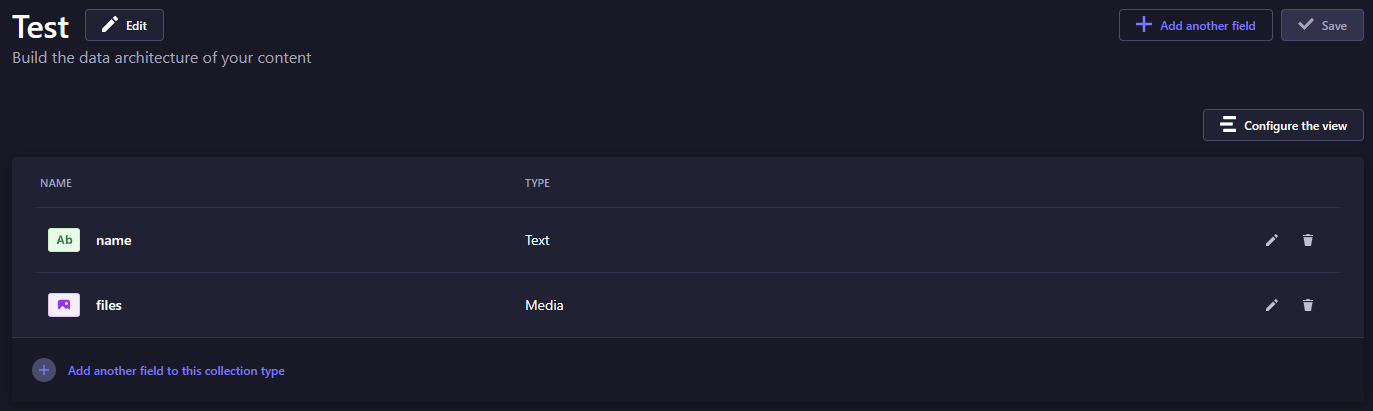 Test Edit Add another field Save
Build the data architecture of your content
Configure the view
NAME TYPE
Ab name Text
files Media
Add another field to this collection type